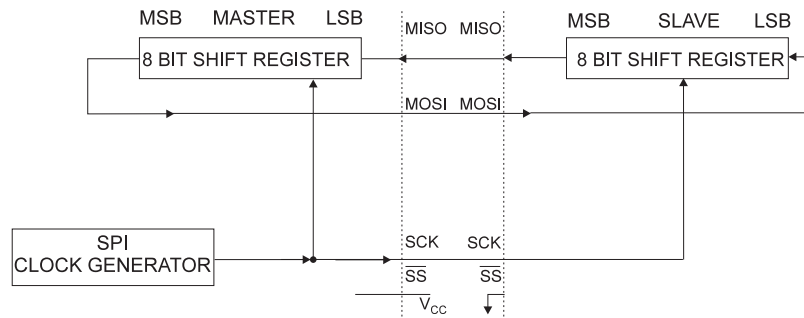 MSB MASTER LSB MISO MISO MSB SLAVE LSB
8 BIT SHIFT REGISTER 8 BIT SHIFT REGISTER
MOSI MOSI
SPI
CLOCK GENERATOR
SCK SCK
SS SS
VCC